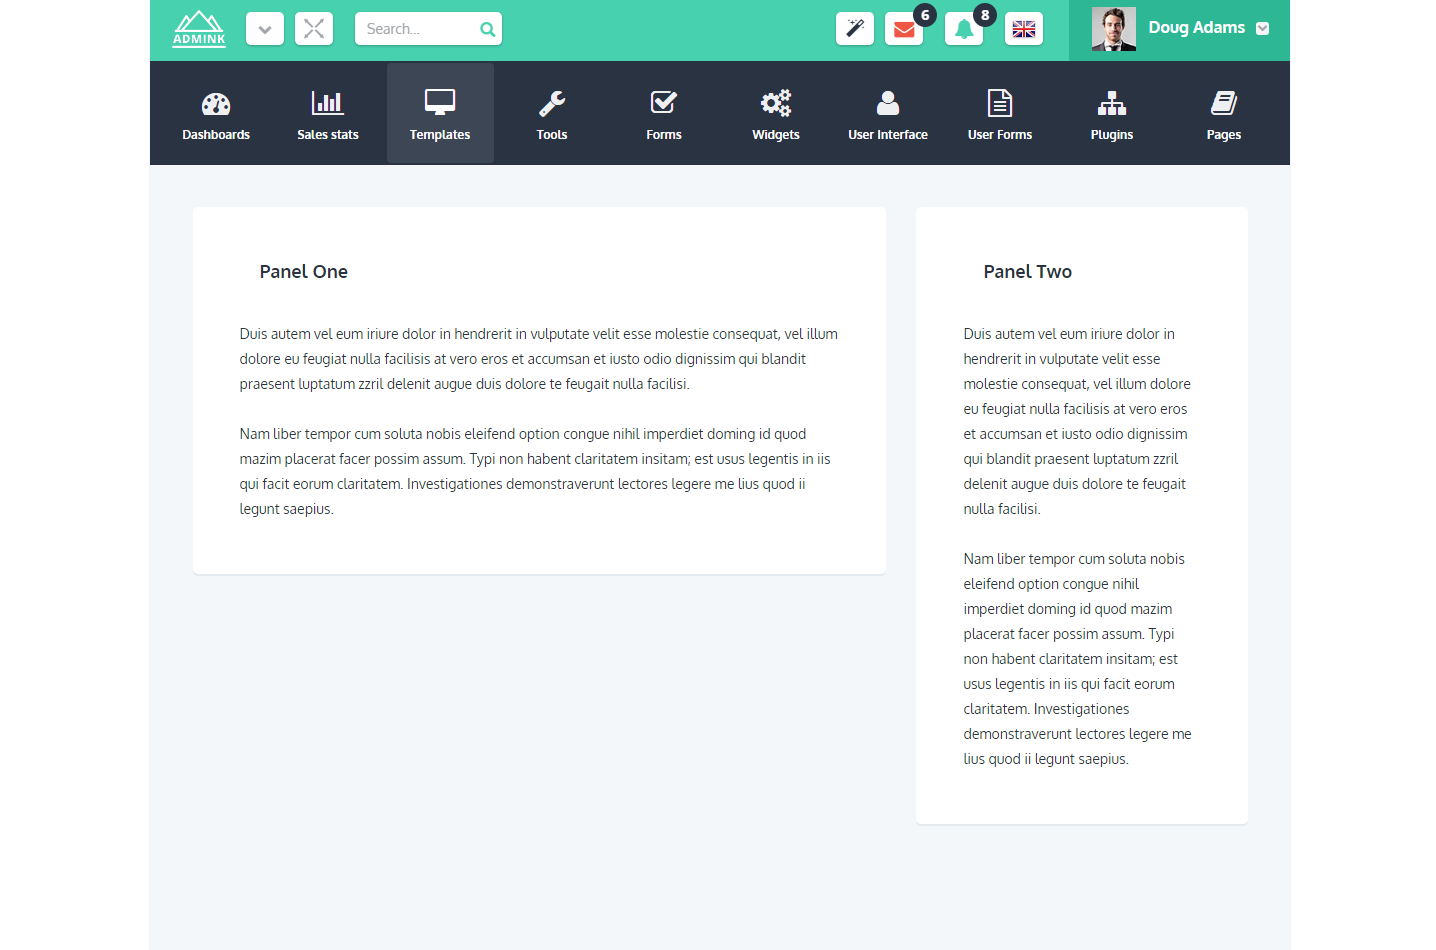 ADMINK
Search...
6
8
Doug Adams
Dashboards
Sales stats
Templates
Tools
Forms
Widgets
User Interface
User Forms
Plugins
Pages
Panel One
Duis autem vel eum iriure dolor in hendrerit in vulputate velit esse molestie consequat, vel illum
dolore eu feugiat nulla facilisis at vero eros et accumsan et iusto odio dignissim qui blandit
praesent luptatum zzril delenit augue duis dolore te feugait nulla facilisi.
Nam liber tempor cum soluta nobis eleifend option congue nihil imperdiet doming id quod
mazim placerat facer possim assum. Typi non habent claritatem insitam; est usus legentis in iis
qui facit eorum claritatem. Investigationes demonstraverunt lectores legere me lius quod ii
legunt saepius.
Panel Two
Duis autem vel eum iriure dolor in
hendrerit in vulputate velit esse
molestie consequat, vel illum dolore
eu feugiat nulla facilisis at vero eros
et accumsan et iusto odio dignissim
qui blandit praesent luptatum zzril
delenit augue duis dolore te feugait
nulla facilisi.
Nam liber tempor cum soluta nobis
eleifend option congue nihil
imperdiet doming id quod mazim
placerat facer possim assum. Typi
non habent claritatem insitam; est
usus legentis in iis qui facit eorum
claritatem. Investigationes
demonstraverunt lectores legere me
lius quod ii legunt saepius.